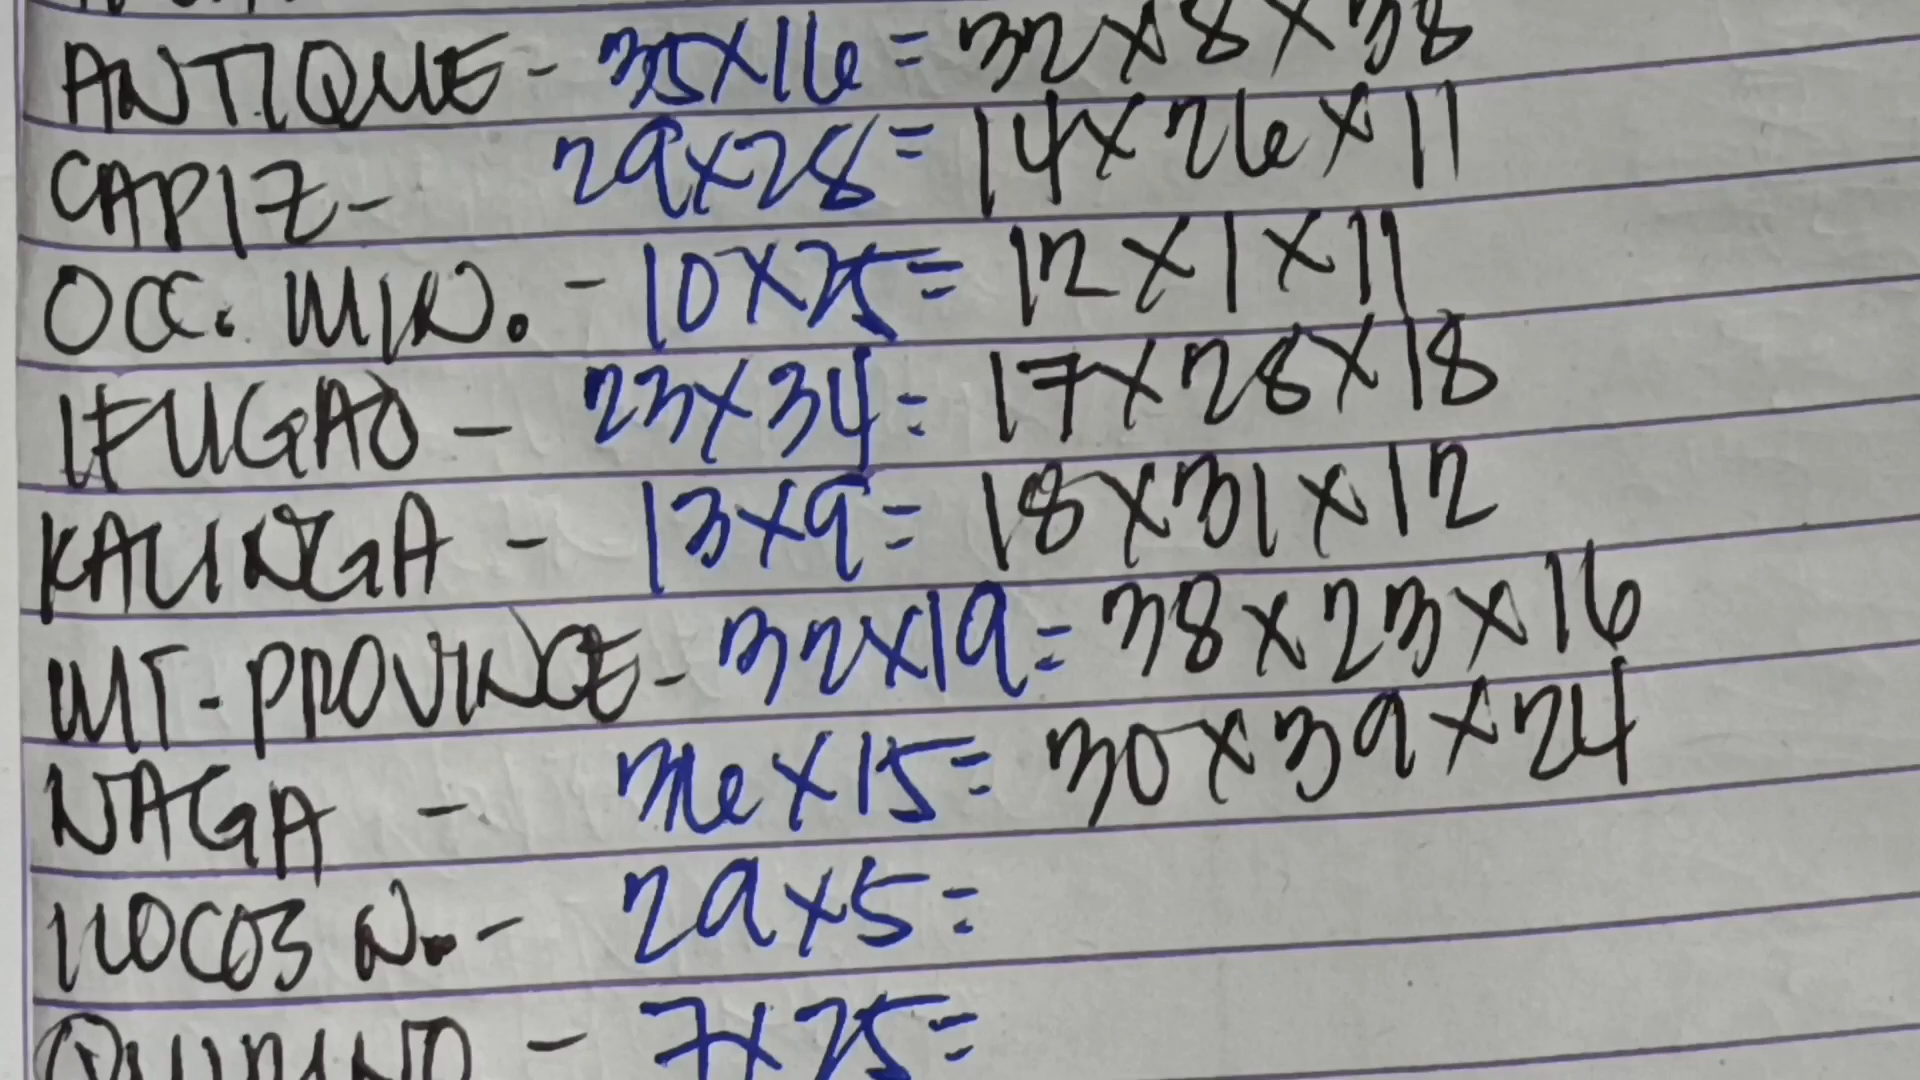 ANTIQUE - 35X16 = 32X8X38
CAPIZ - 29X28 = 14X26X11
OCC. MIN. - 10X25 = 12X1X11
IFUGAO - 23X34 = 17X28X18
KALINGA - 13X9 = 18X31X12
MT-PROVINCE - 32X19 = 38X23X16
NAGA - 36X15 = 30X39X24
ILOCOS N. - 29X5 =
QUIRINO - 7X25 =